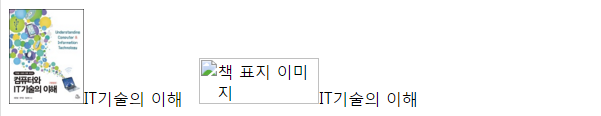 Understanding
Computer &
Information
Technology
컴퓨터와
IT기술의 이해
IT기술의 이해
책 표지 이미
지
IT기술의 이해